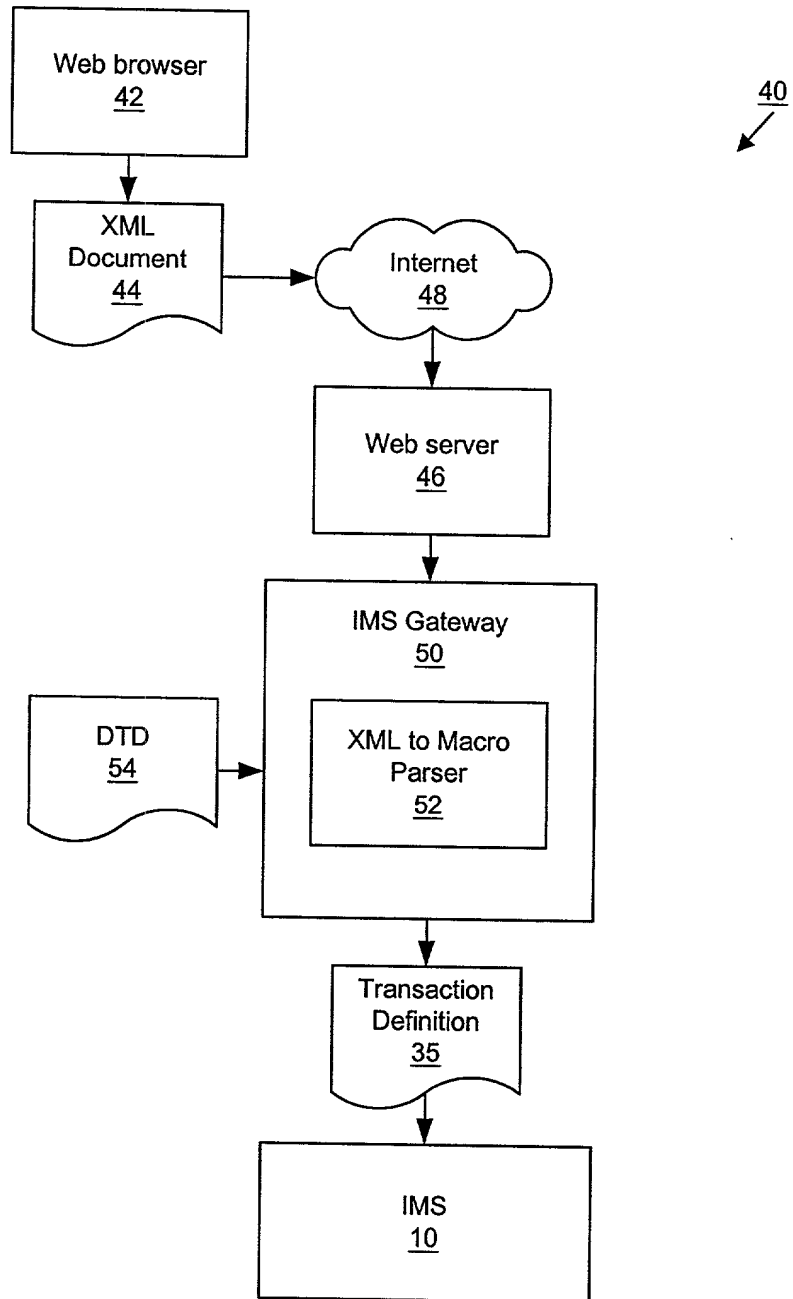 Web browser
42
40
XML
Document
44
Internet
48
Web server
46
IMS Gateway
50
DTD
54
XML to Macro
Parser
52
Transaction
Definition
35
IMS
10